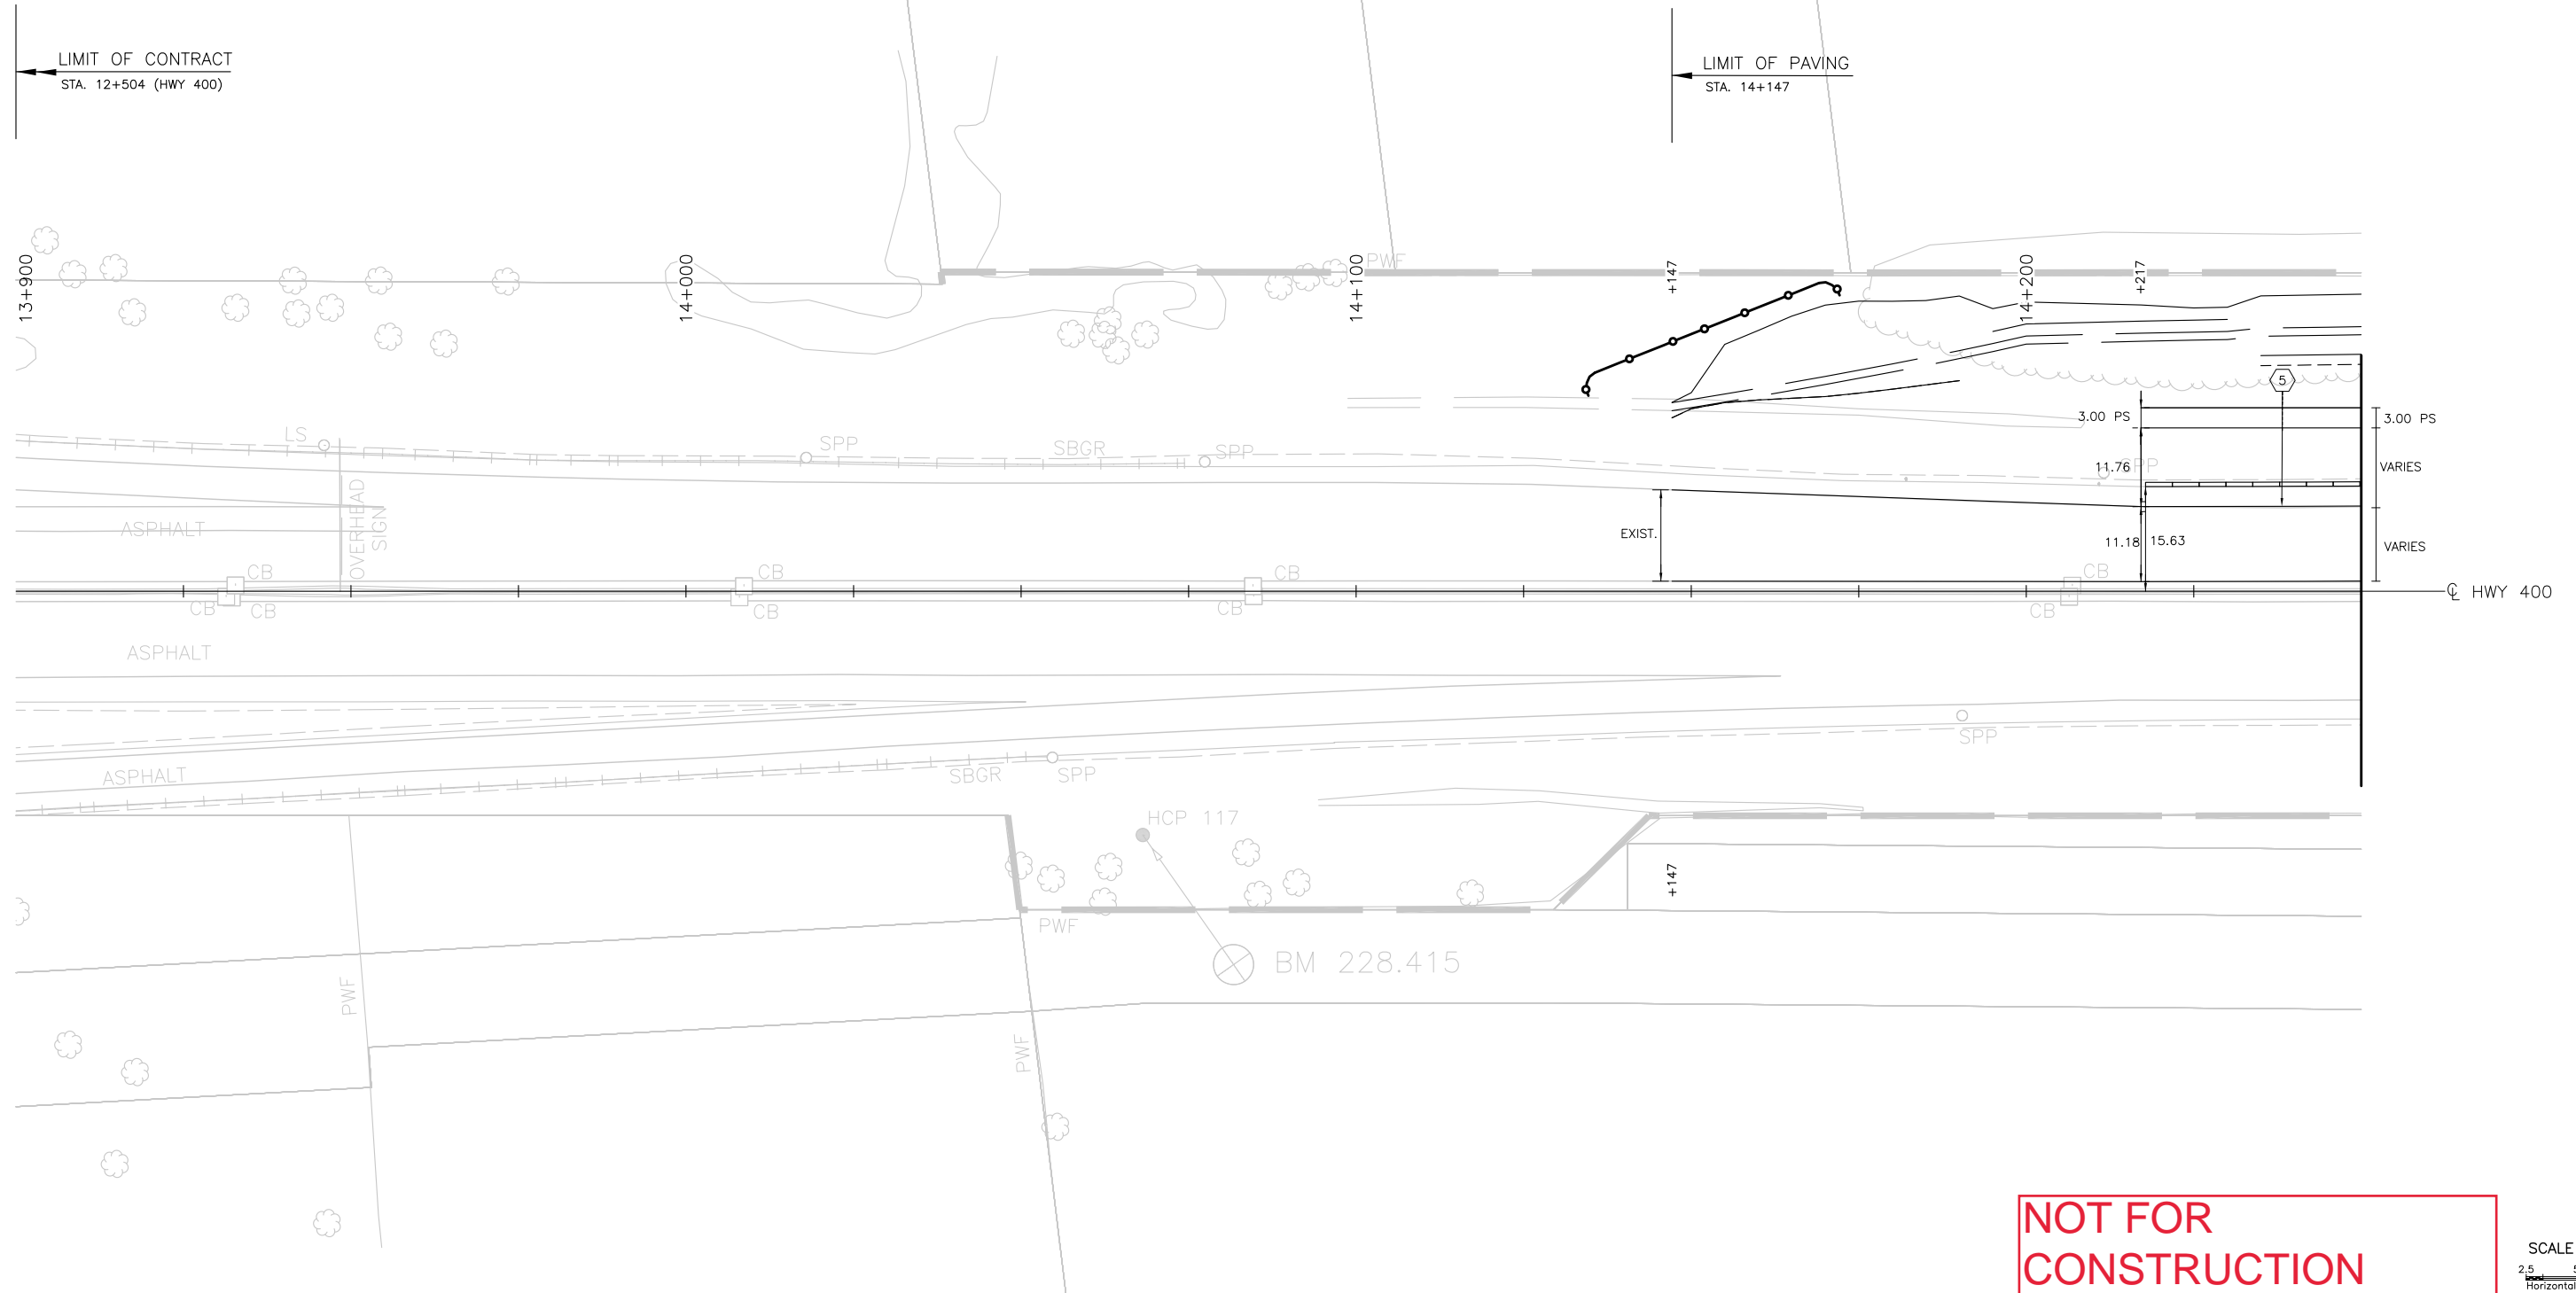 LIMIT OF CONTRACT
STA. 12+504 (HWY 400)
LIMIT OF PAVING
STA. 14+147
13+900
14+000
14+100
PWF
+147
14+200
+217
5
3.00 PS
3.00 PS
LS
SPP
SBGR
SPP
11.76
SPP
VARIES
OVERHEAD
SIGN
ASPHALT
EXIST.
11.18
15.63
VARIES
CB
CB
CB
CB
CB
CB
CB
CB
CB
℄ HWY 400
ASPHALT
SPP
ASPHALT
SBGR
SPP
HCP 117
+147
PWF
BM 228.415
PWF
PWF
NOT FOR
CONSTRUCTION
SCALE
2.5
Horizontal